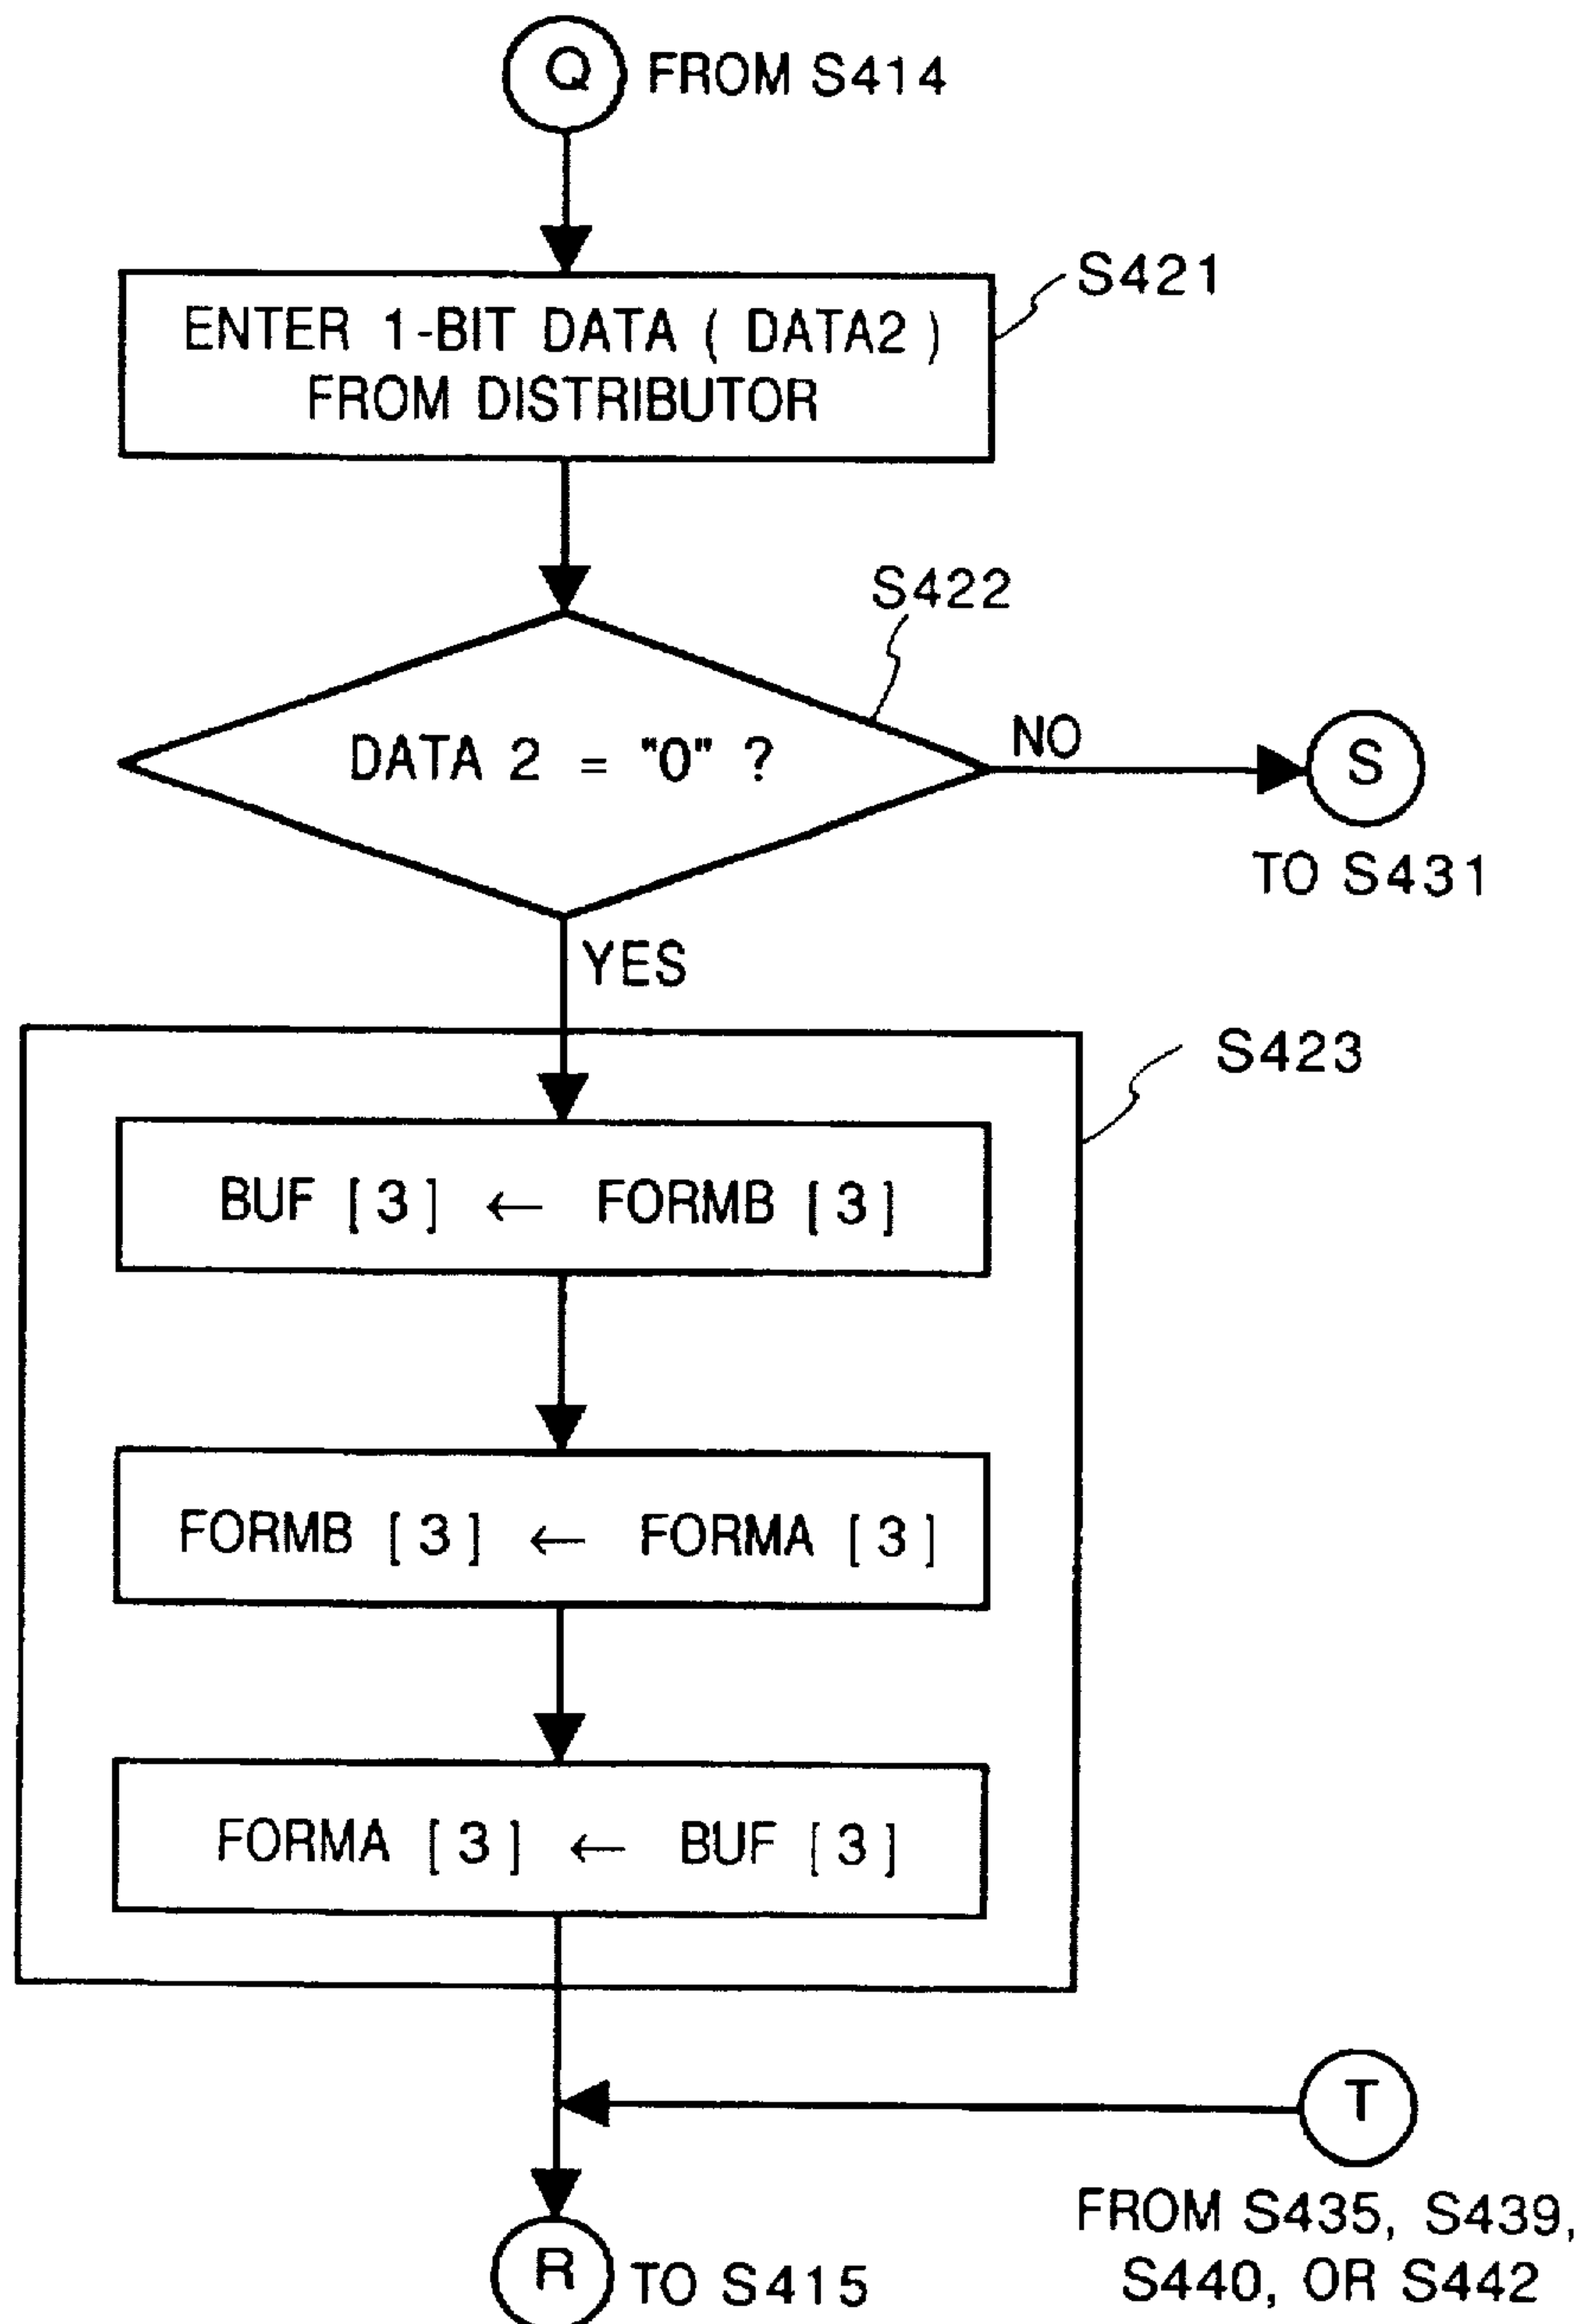 Q FROM S414
S421
ENTER 1-BIT DATA ( DATA2 )
FROM DISTRIBUTOR
S422
DATA 2 = "0" ?
NO
S
TO S431
YES
S423
BUF [ 3 ] ← FORMB [ 3 ]
FORMB [ 3 ] ← FORMA [ 3 ]
FORMA [ 3 ] ← BUF [ 3 ]
T
FROM S435, S439,
S440, OR S442
R TO S415